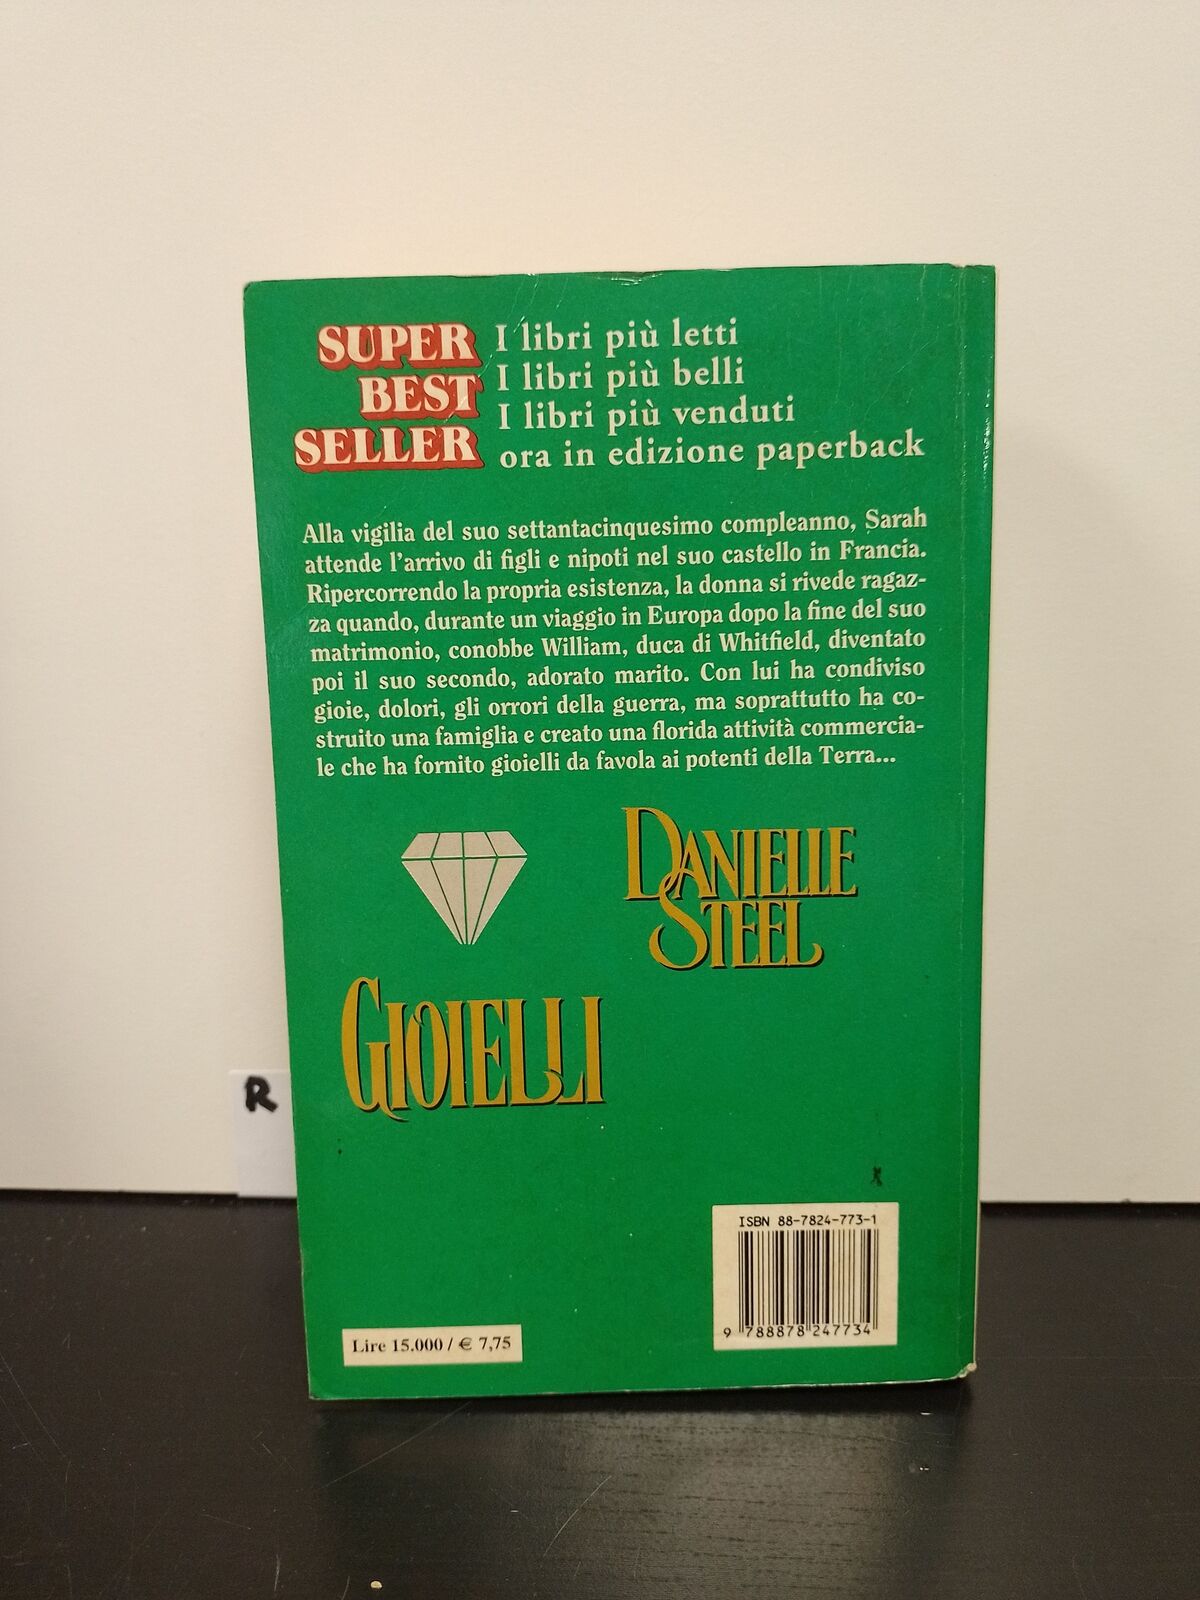 SUPER
BEST
SELLER
I libri più letti
I libri più belli
I libri più venduti
ora in edizione paperback
Alla vigilia del suo settantacinquesimo compleanno, Sarah
attende l'arrivo di figli e nipoti nel suo castello in Francia.
Ripercorrendo la propria esistenza, la donna si rivede ragaz-
za quando, durante un viaggio in Europa dopo la fine del suo
matrimonio, conobbe William, duca di Whitfield, diventato
poi il suo secondo, adorato marito. Con lui ha condiviso
gioie, dolori, gli orrori della guerra, ma soprattutto ha co-
struito una famiglia e creato una florida attività commercia-
le che ha fornito gioielli da favola ai potenti della Terra...
DANIELLE
STEEL
GIOIELLI
R
ISBN 88-7824-773-1
9 788878 247734
Lire 15.000 / € 7,75